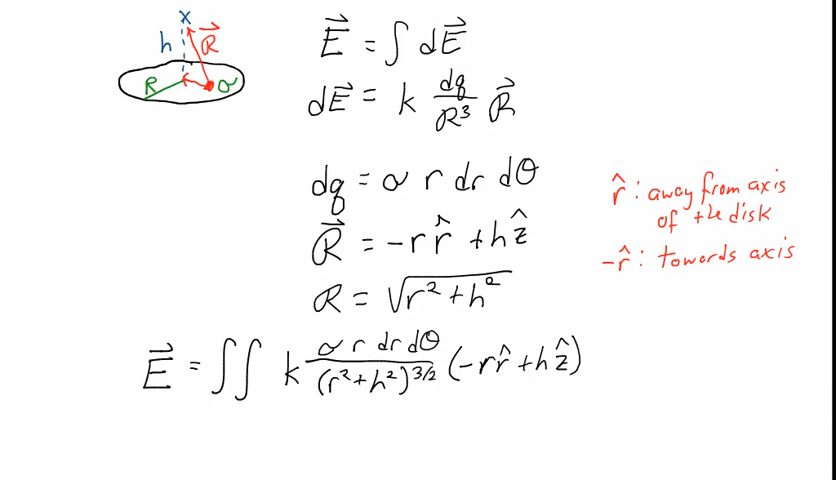 x
h R⃗
R σ
E⃗ = ∫ dE⃗
dE⃗ = k dq/R³ R⃗
dq = σ r dr dθ
R⃗ = -r r̂ + h ẑ
R = √(r² + h²)
r̂ : away from axis
of the disk
-r̂ : towards axis
E⃗ = ∫∫ k σ r dr dθ/(r²+h²)^3/2 (-r r̂ + h ẑ)